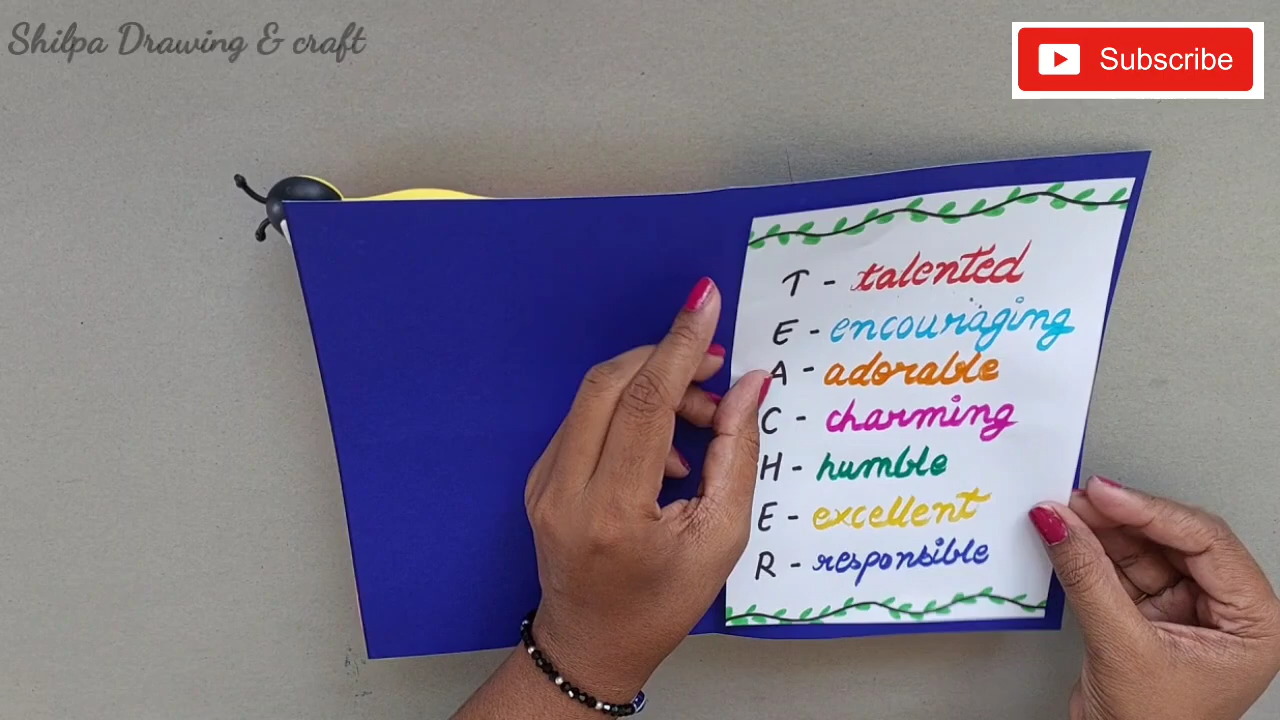 Shilpa Drawing & craft
Subscribe
T - talented
E - encouraging
A - adorable
C - charming
H - humble
E - excellent
R - responsible